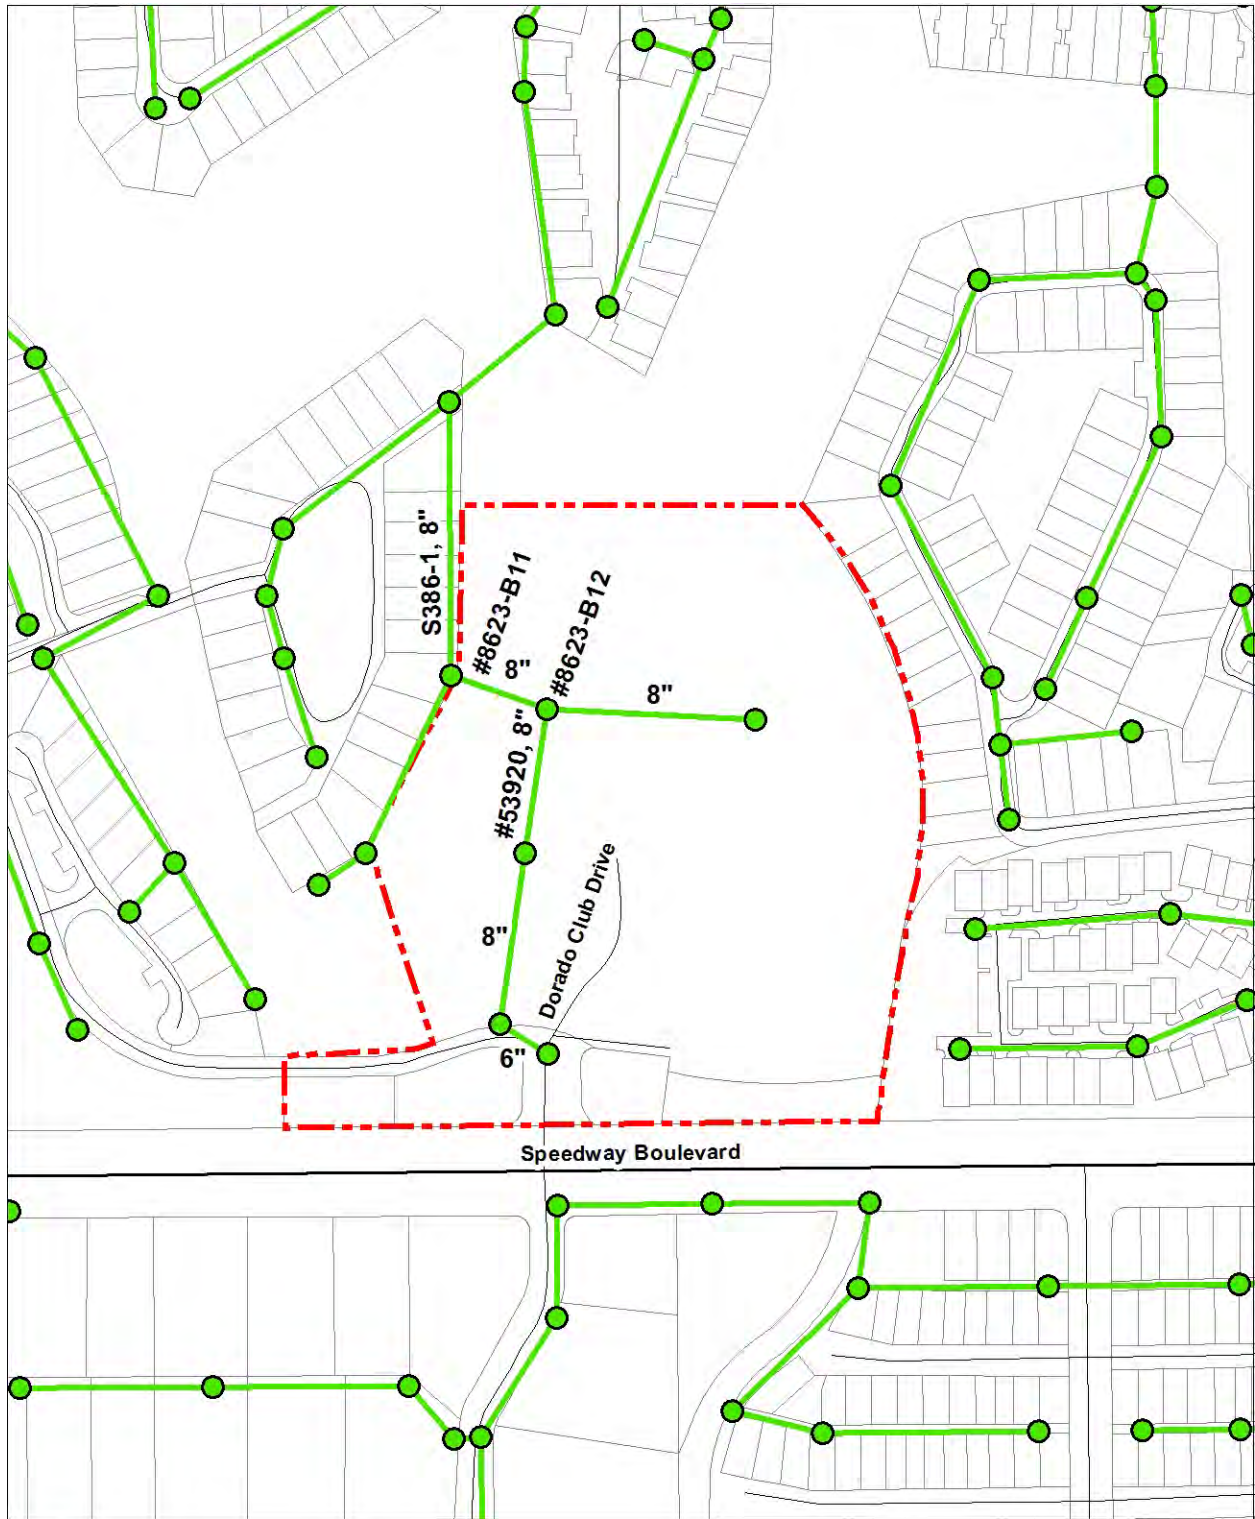 S386-1, 8"
#8623-B11
8"
#8623-B12
8"
#53920, 8"
8"
Dorado Club Drive
6"
Speedway Boulevard